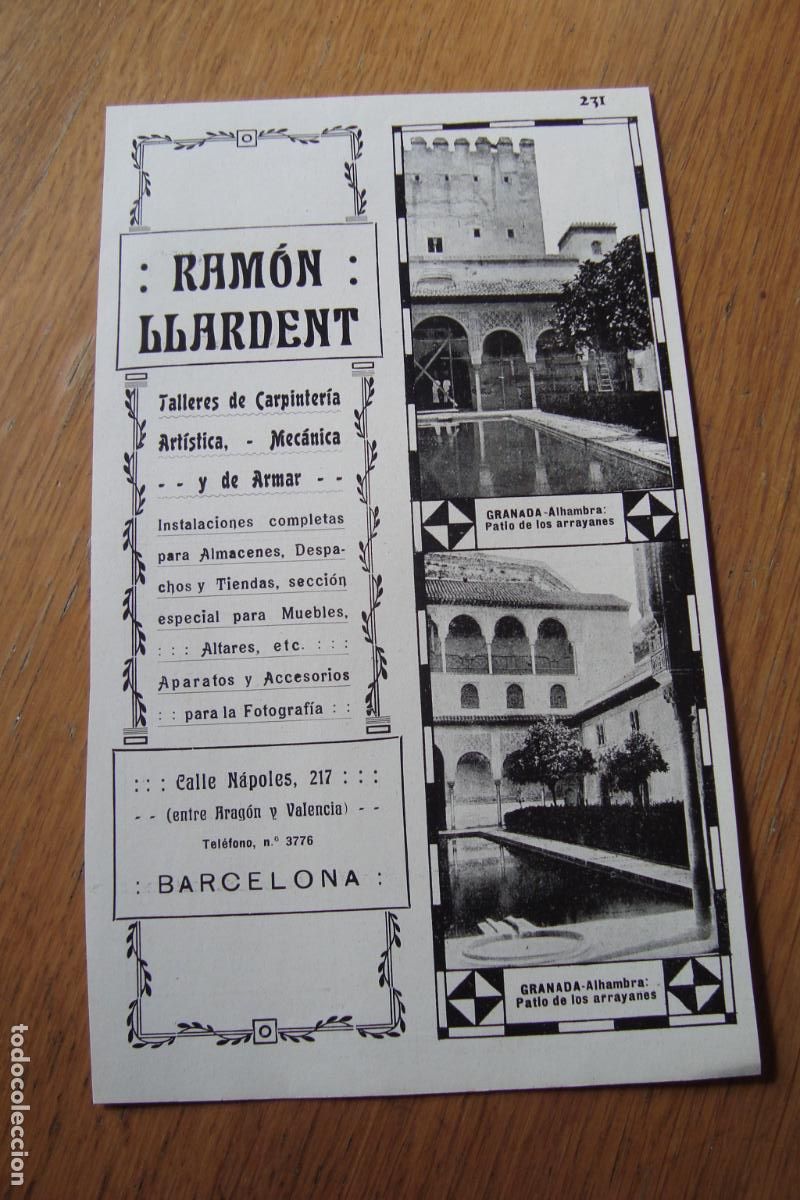 231
: RAMÓN :
LLARDENT
Talleres de Carpintería
Artística, - Mecánica
- - y de Armar - -
Instalaciones completas
para Almacenes, Despa-
chos y Tiendas, sección
especial para Muebles,
: : : Altares, etc. : : :
Aparatos y Accesorios
: : para la Fotografía : :
: : : Calle Nápoles, 217 : : :
- - (entre Aragón y Valencia) - -
Teléfono, n.º 3776
: BARCELONA :
GRANADA-Alhambra:
Patio de los arrayanes
GRANADA-Alhambra:
Patio de los arrayanes
todocoleccion